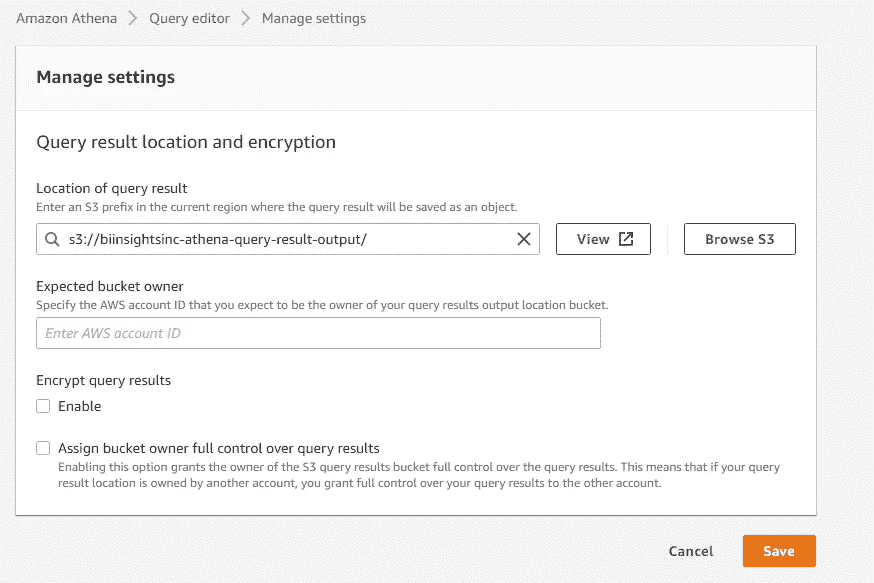 Amazon Athena > Query editor > Manage settings
Manage settings
Query result location and encryption
Location of query result
Enter an S3 prefix in the current region where the query result will be saved as an object.
s3://biinsightsinc-athena-query-result-output/
View
Browse S3
Expected bucket owner
Specify the AWS account ID that you expect to be the owner of your query results output location bucket.
Enter AWS account ID
Encrypt query results
Enable
Assign bucket owner full control over query results
Enabling this option grants the owner of the S3 query results bucket full control over the query results. This means that if your query
result location is owned by another account, you grant full control over your query results to the other account.
Cancel
Save